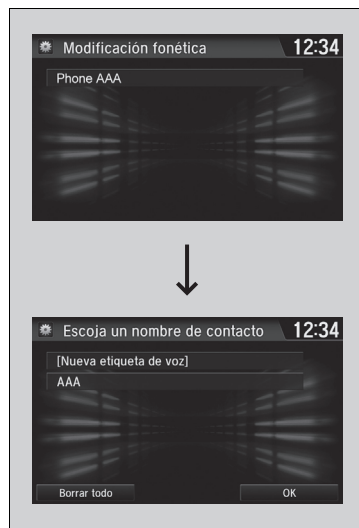 Modificación fonética 12:34
Phone AAA
Escoja un nombre de contacto 12:34
[Nueva etiqueta de voz]
AAA
Borrar todo OK